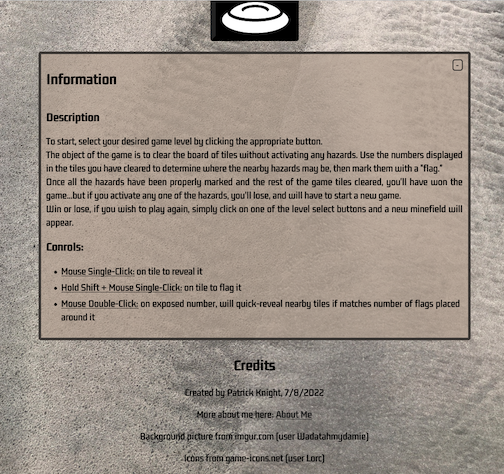 Information
Description
To start, select your desired game level by clicking the appropriate button.
The object of the game is to clear the board of tiles without activating any hazards. Use the numbers displayed
in the tiles you have cleared to determine where the nearby hazards may be, then mark them with a "flag."
Once all the hazards have been properly marked and the rest of the game tiles cleared, you'll have won the
game...but if you activate any one of the hazards, you'll lose, and will have to start a new game.
Win or lose, if you wish to play again, simply click on one of the level select buttons and a new minefield will
appear.
Conrols:
• Mouse Single-Click: on tile to reveal it
• Hold Shift + Mouse Single-Click: on tile to flag it
• Mouse Double-Click: on exposed number, will quick-reveal nearby tiles if matches number of flags placed
around it
Credits
Created by Patrick Knight, 7/8/2022
More about me here: About Me
Background picture from imgur.com (user Wadatahmydamie)
Icons from game-icons.net (user Lorc)